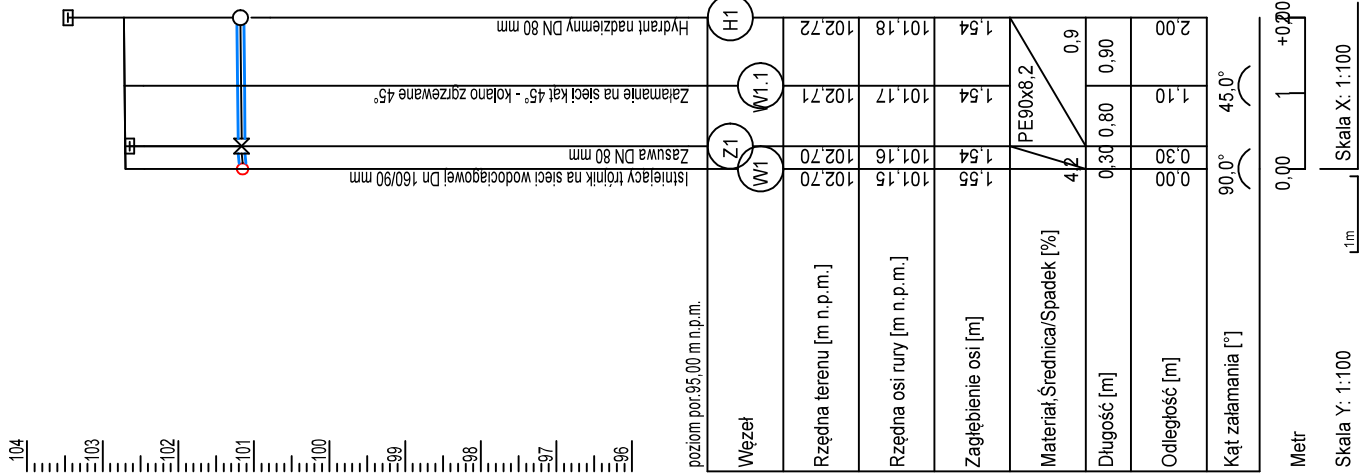 104
103
102
101
100
99
98
97
96
Hydrant nadziemny DN 80 mm
Załamanie na sieci kąt 45° - kolano zgrzewane 45°
Zasuwa DN 80 mm
Istniejący trójnik na sieci wodociągowej Dn 160/90 mm
poziom por.95,00 m n.p.m.
Węzeł
W1
Z1
W1.1
H1
Rzędna terenu [m n.p.m.]
102,70
102,70
102,71
102,72
Rzędna osi rury [m n.p.m.]
101,15
101,16
101,17
101,18
Zagłębienie osi [m]
1,55
1,54
1,54
1,54
Materiał,Średnica/Spadek [%]
4,2
PE90x8,2
0,9
Długość [m]
0,30
0,80
0,90
Odległość [m]
0,00
0,30
1,10
2,00
Kąt załamania [°]
90,0°
45,0°
Metr
0,00
1
Skala Y: 1:100
1m
Skala X: 1:100